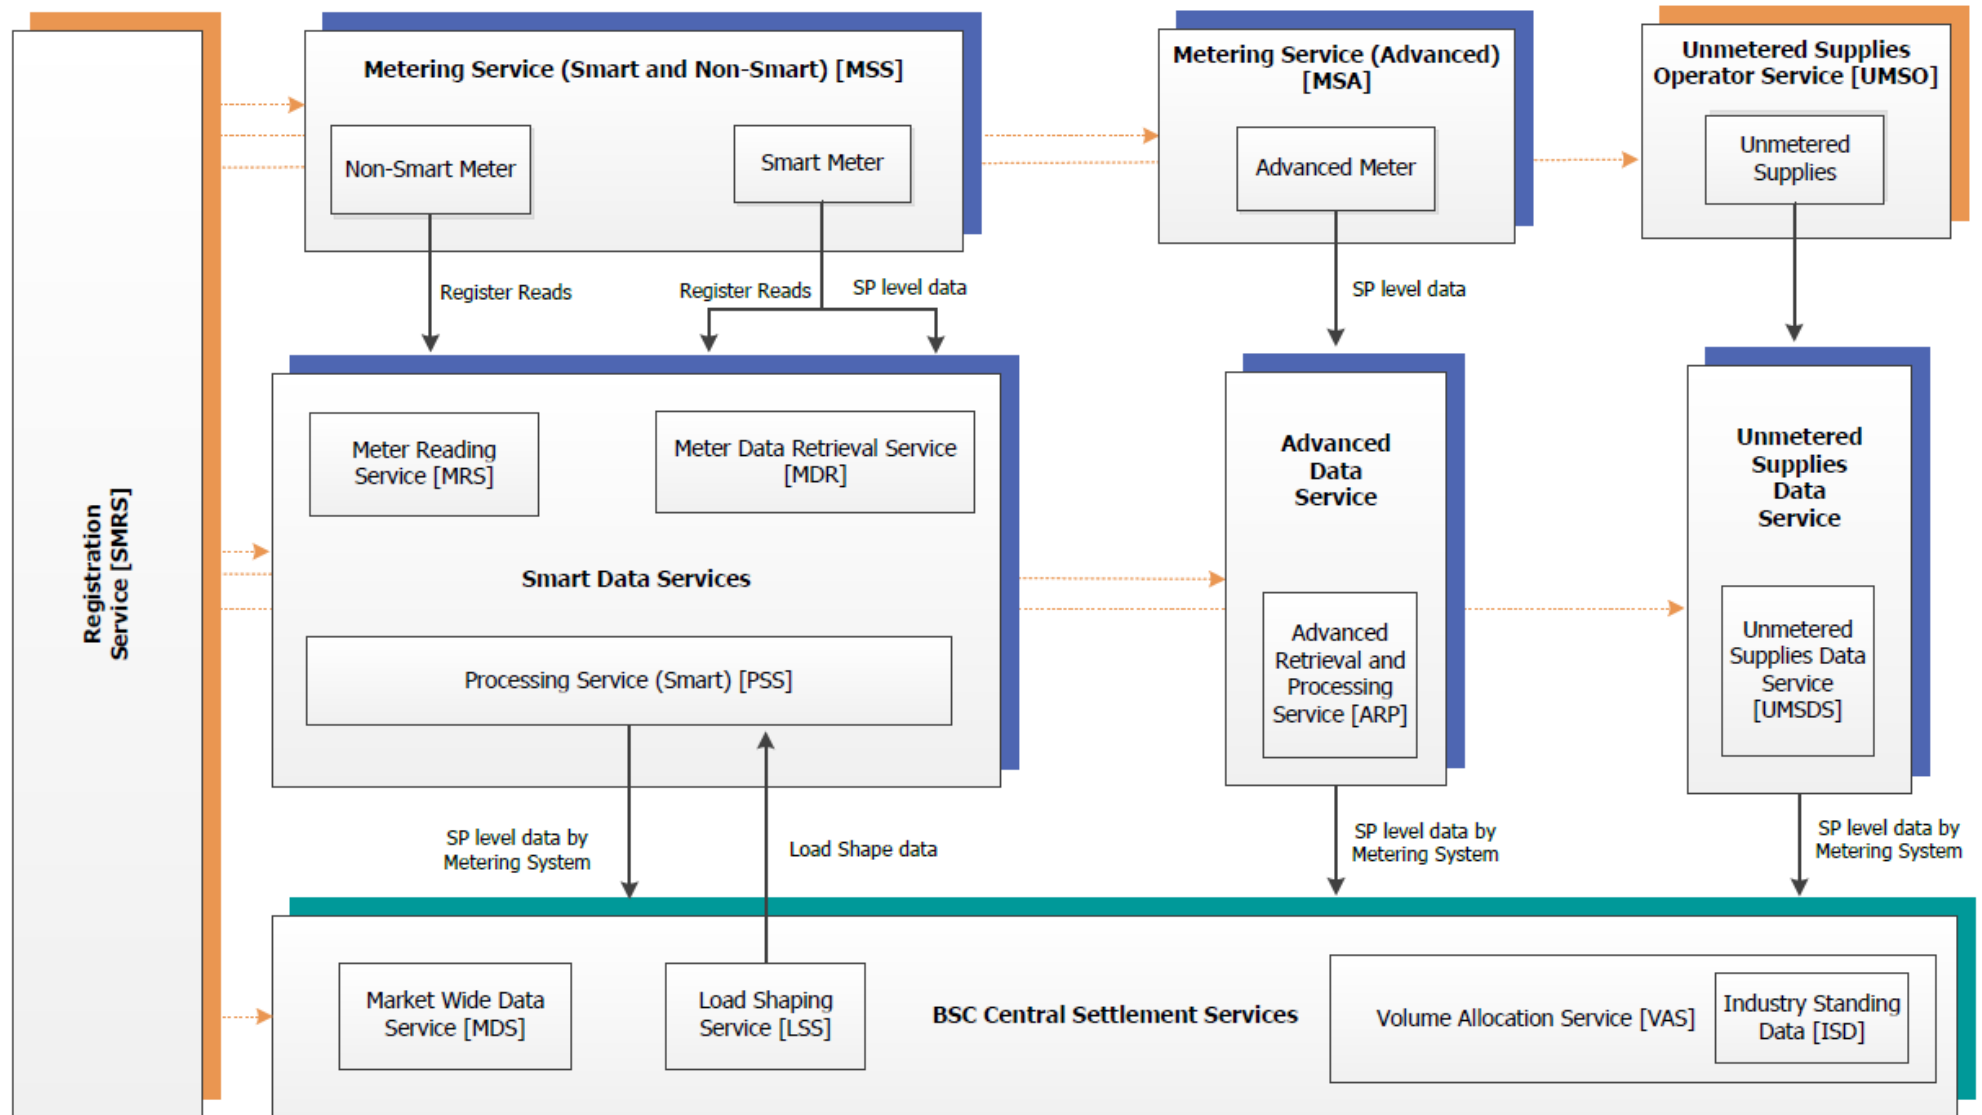 Registration
Service [SMRS]
Metering Service (Smart and Non-Smart) [MSS]
Non-Smart Meter
Smart Meter
Metering Service (Advanced)
[MSA]
Advanced Meter
Unmetered Supplies
Operator Service [UMSO]
Unmetered
Supplies
Register Reads
Register Reads
SP level data
SP level data
Meter Reading
Service [MRS]
Meter Data Retrieval Service
[MDR]
Smart Data Services
Processing Service (Smart) [PSS]
Advanced
Data
Service
Advanced
Retrieval and
Processing
Service [ARP]
Unmetered
Supplies
Data
Service
Unmetered
Supplies Data
Service
[UMSDS]
SP level data by
Metering System
Load Shape data
SP level data by
Metering System
SP level data by
Metering System
Market Wide Data
Service [MDS]
Load Shaping
Service [LSS]
BSC Central Settlement Services
Volume Allocation Service [VAS]
Industry Standing
Data [ISD]